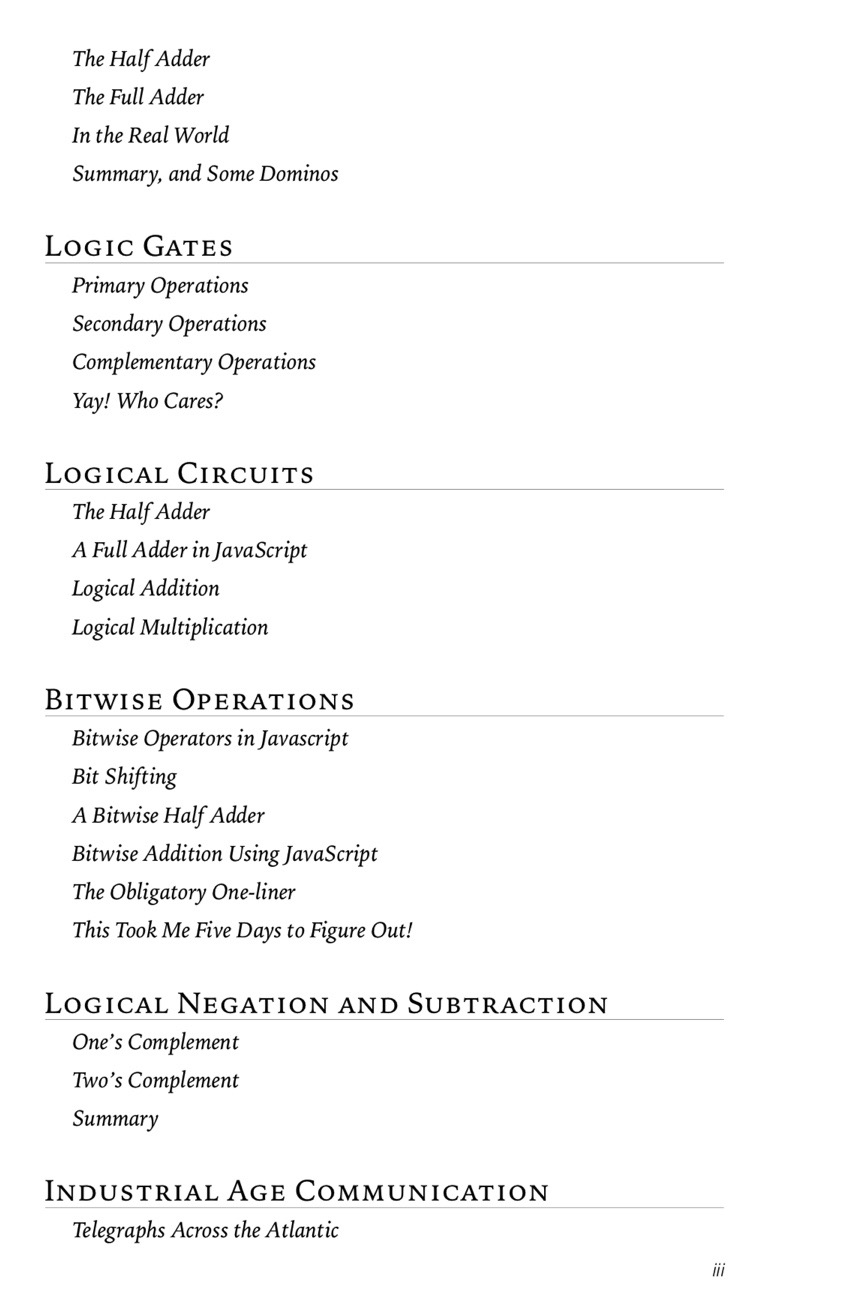 The Half Adder
The Full Adder
In the Real World
Summary, and Some Dominos
Logic Gates
Primary Operations
Secondary Operations
Complementary Operations
Yay! Who Cares?
Logical Circuits
The Half Adder
A Full Adder in JavaScript
Logical Addition
Logical Multiplication
Bitwise Operations
Bitwise Operators in Javascript
Bit Shifting
A Bitwise Half Adder
Bitwise Addition Using JavaScript
The Obligatory One-liner
This Took Me Five Days to Figure Out!
Logical Negation and Subtraction
One’s Complement
Two’s Complement
Summary
Industrial Age Communication
Telegraphs Across the Atlantic
iii